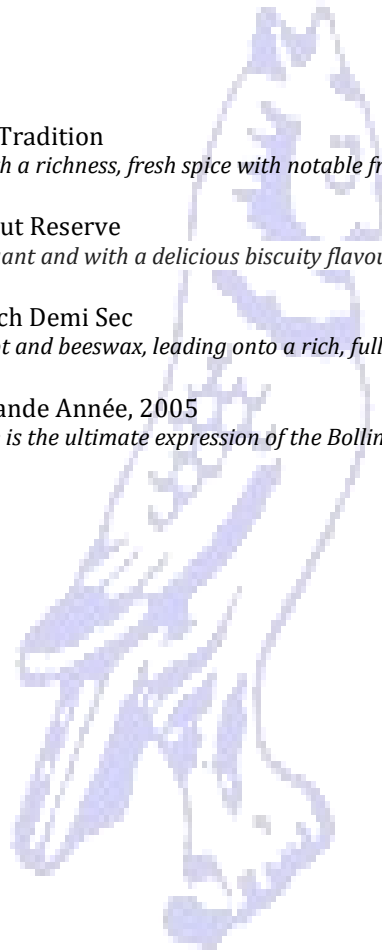 Tradition
h a richness, fresh spice with notable fr
ut Reserve
ant and with a delicious biscuity flavou
ch Demi Sec
t and beeswax, leading onto a rich, full
ande Année, 2005
is the ultimate expression of the Bollin